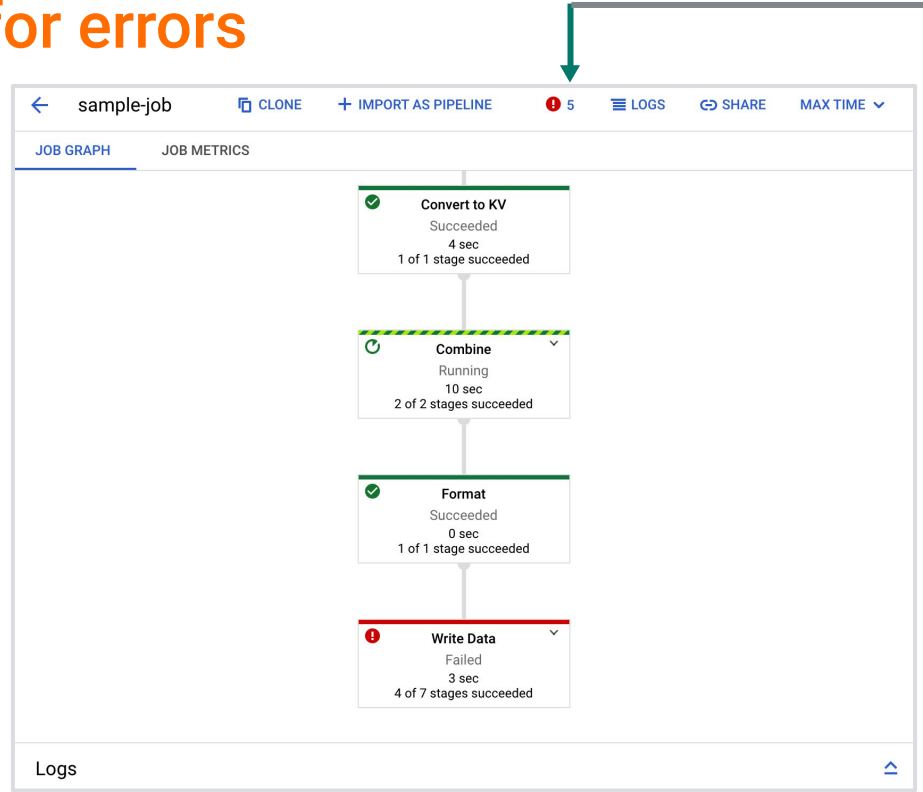 for errors
sample-job CLONE IMPORT AS PIPELINE 5 LOGS SHARE MAX TIME
JOB GRAPH JOB METRICS
Convert to KV
Succeeded
4 sec
1 of 1 stage succeeded
Combine
Running
10 sec
2 of 2 stages succeeded
Format
Succeeded
0 sec
1 of 1 stage succeeded
Write Data
Failed
3 sec
4 of 7 stages succeeded
Logs